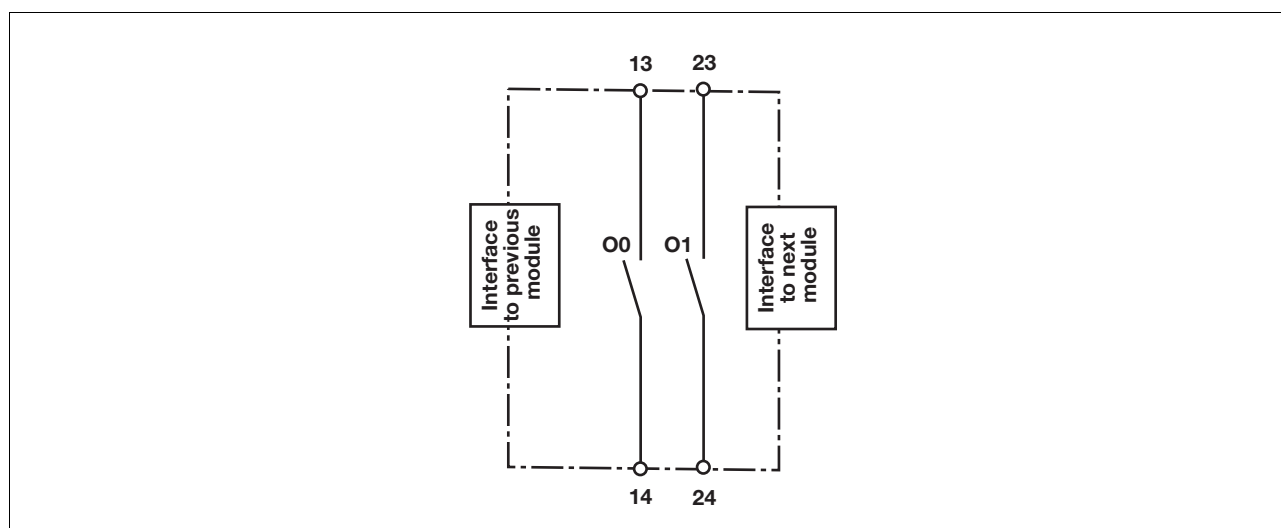 13 23
Interface
to previous
module
O0 O1
Interface
to next
module
14 24